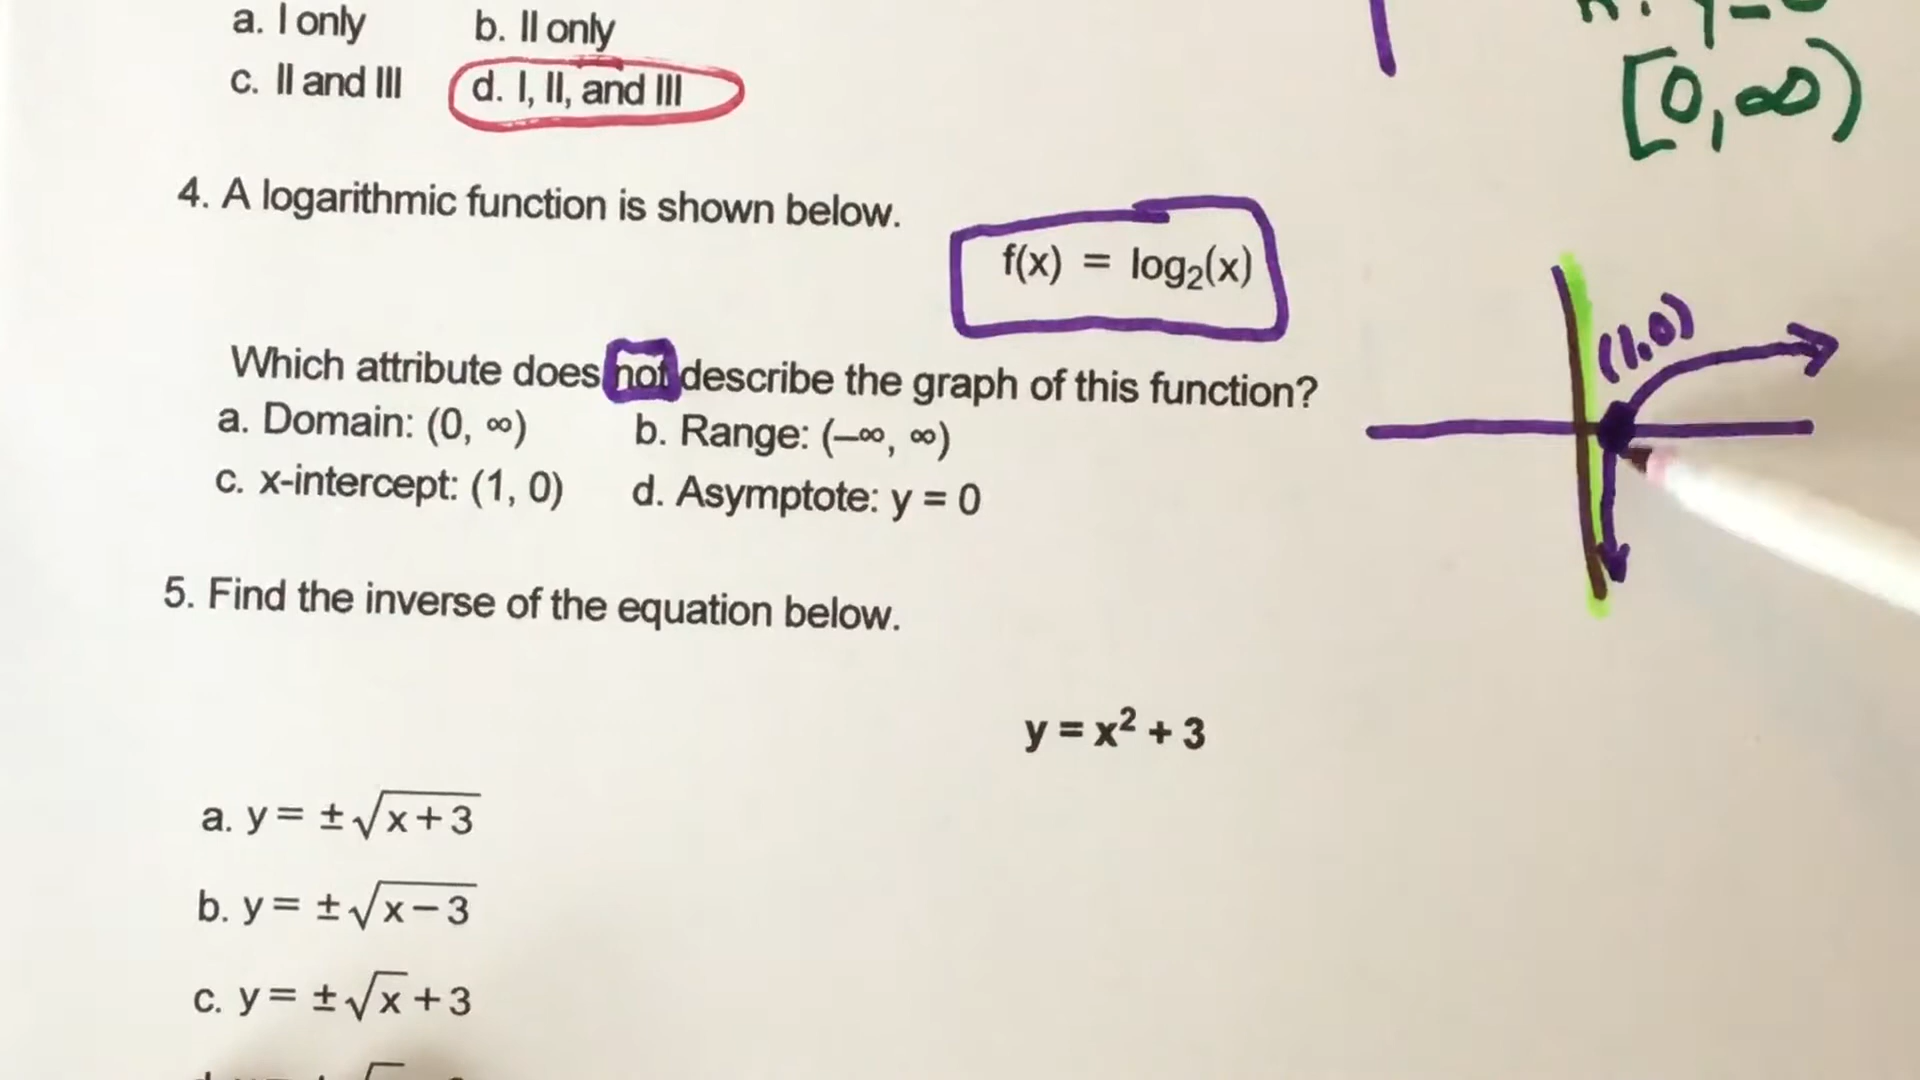 a. I only b. II only
c. II and III d. I, II, and III
[0, ∞)
4. A logarithmic function is shown below.
f(x) = log₂(x)
(1,0)
Which attribute does not describe the graph of this function?
a. Domain: (0, ∞) b. Range: (–∞, ∞)
c. x-intercept: (1, 0) d. Asymptote: y = 0
5. Find the inverse of the equation below.
y = x² + 3
a. y = ± √(x + 3)
b. y = ± √(x − 3)
c. y = ± √x + 3